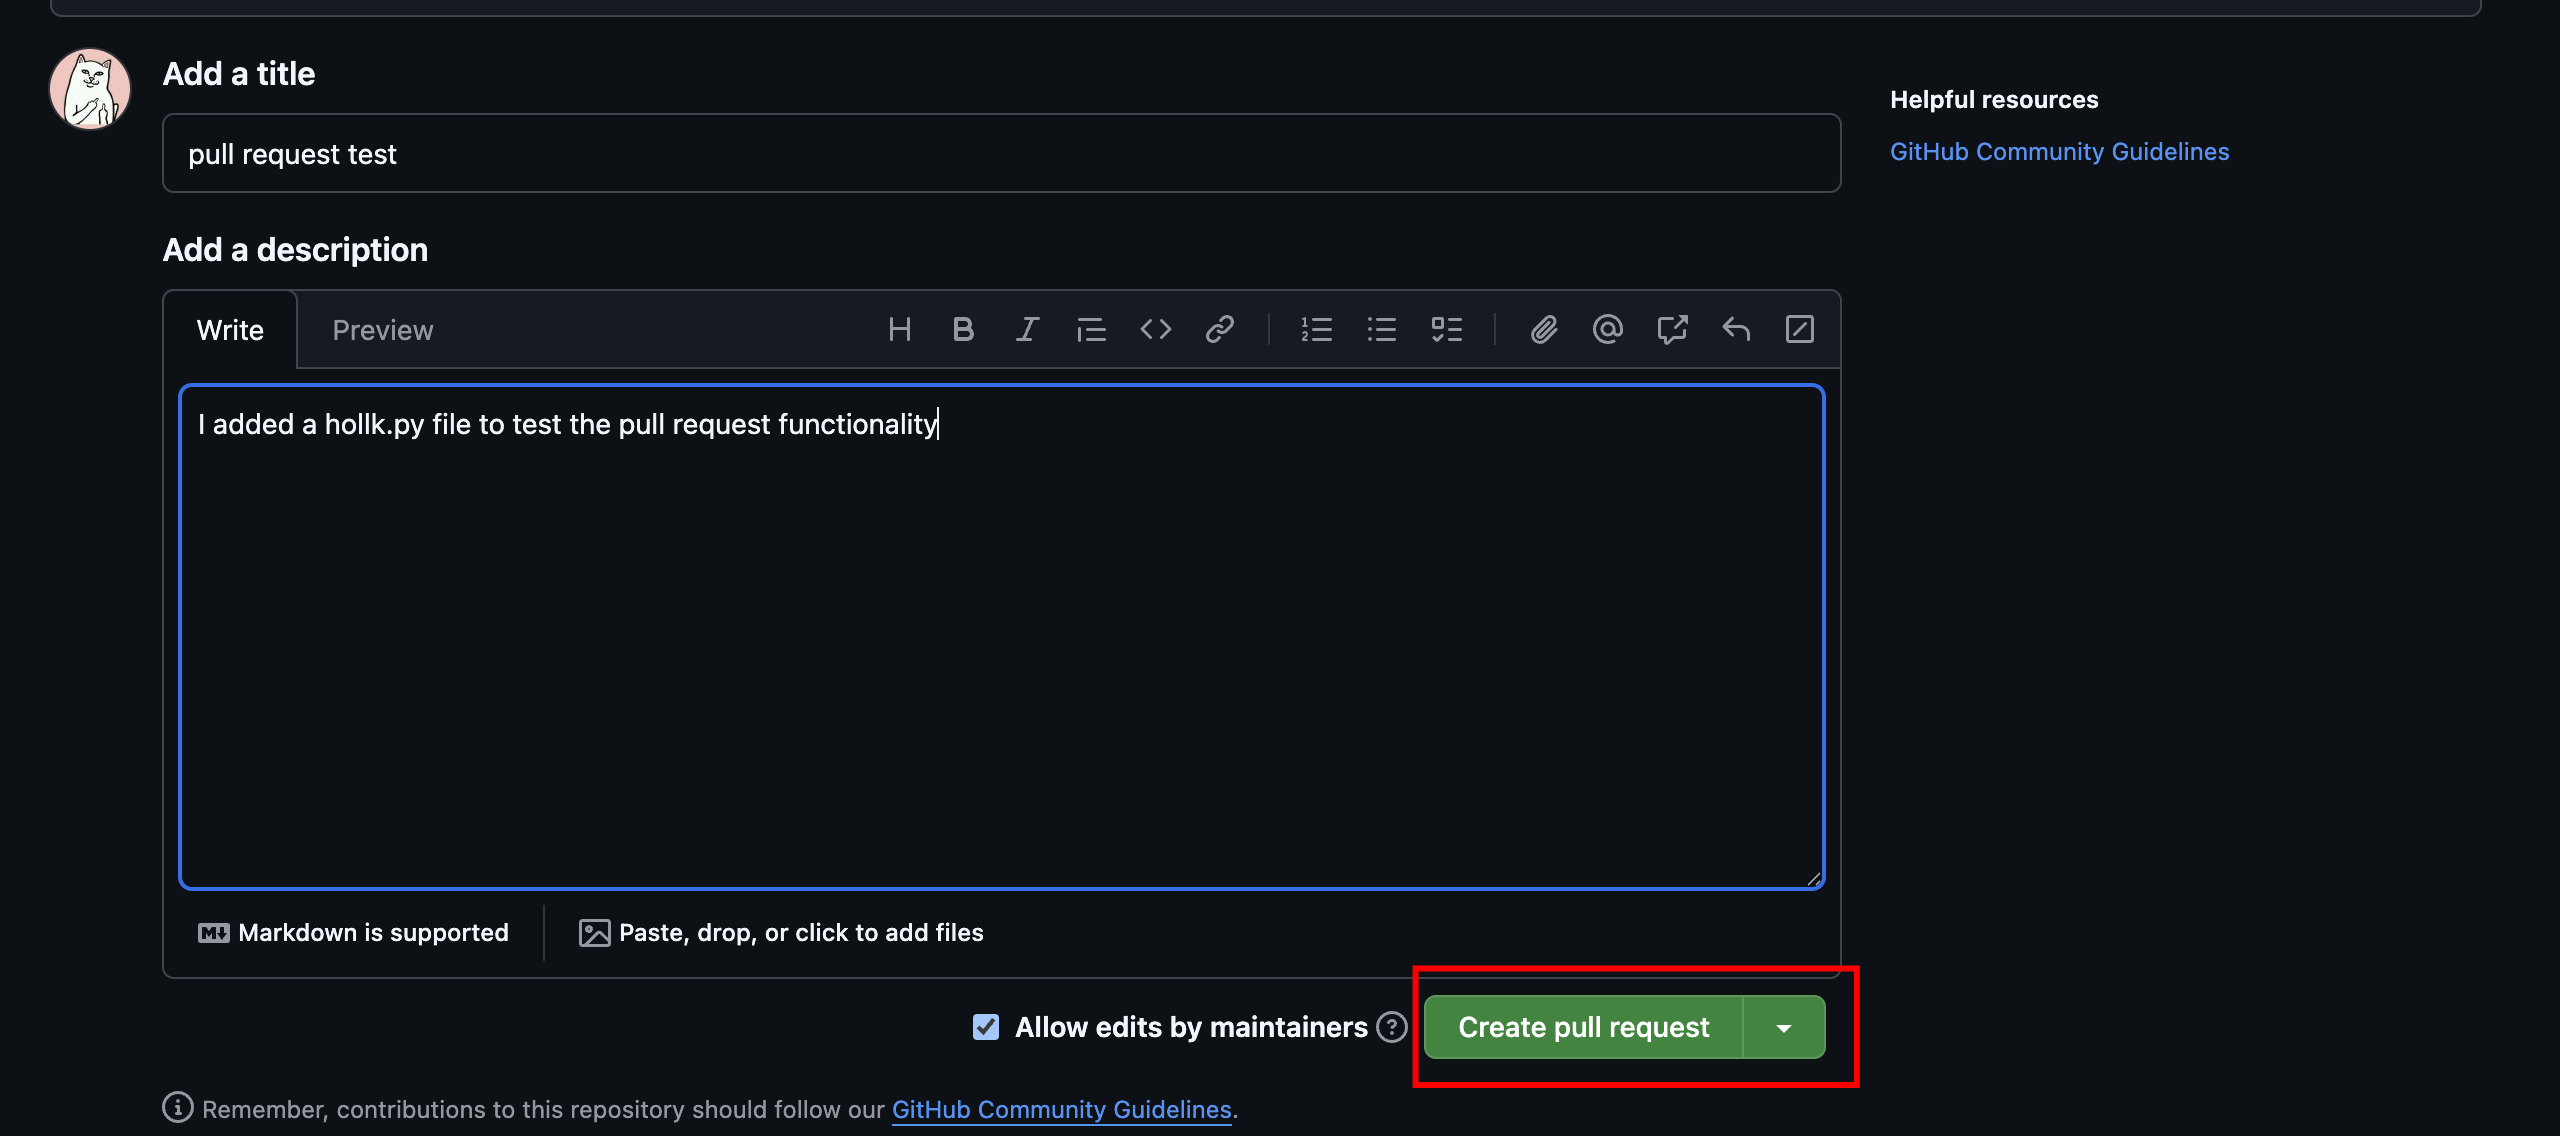 Add a title
Helpful resources
pull request test
GitHub Community Guidelines
Add a description
Write Preview
I added a hollk.py file to test the pull request functionality
Markdown is supported
Paste, drop, or click to add files
Allow edits by maintainers
Create pull request
Remember, contributions to this repository should follow our GitHub Community Guidelines.